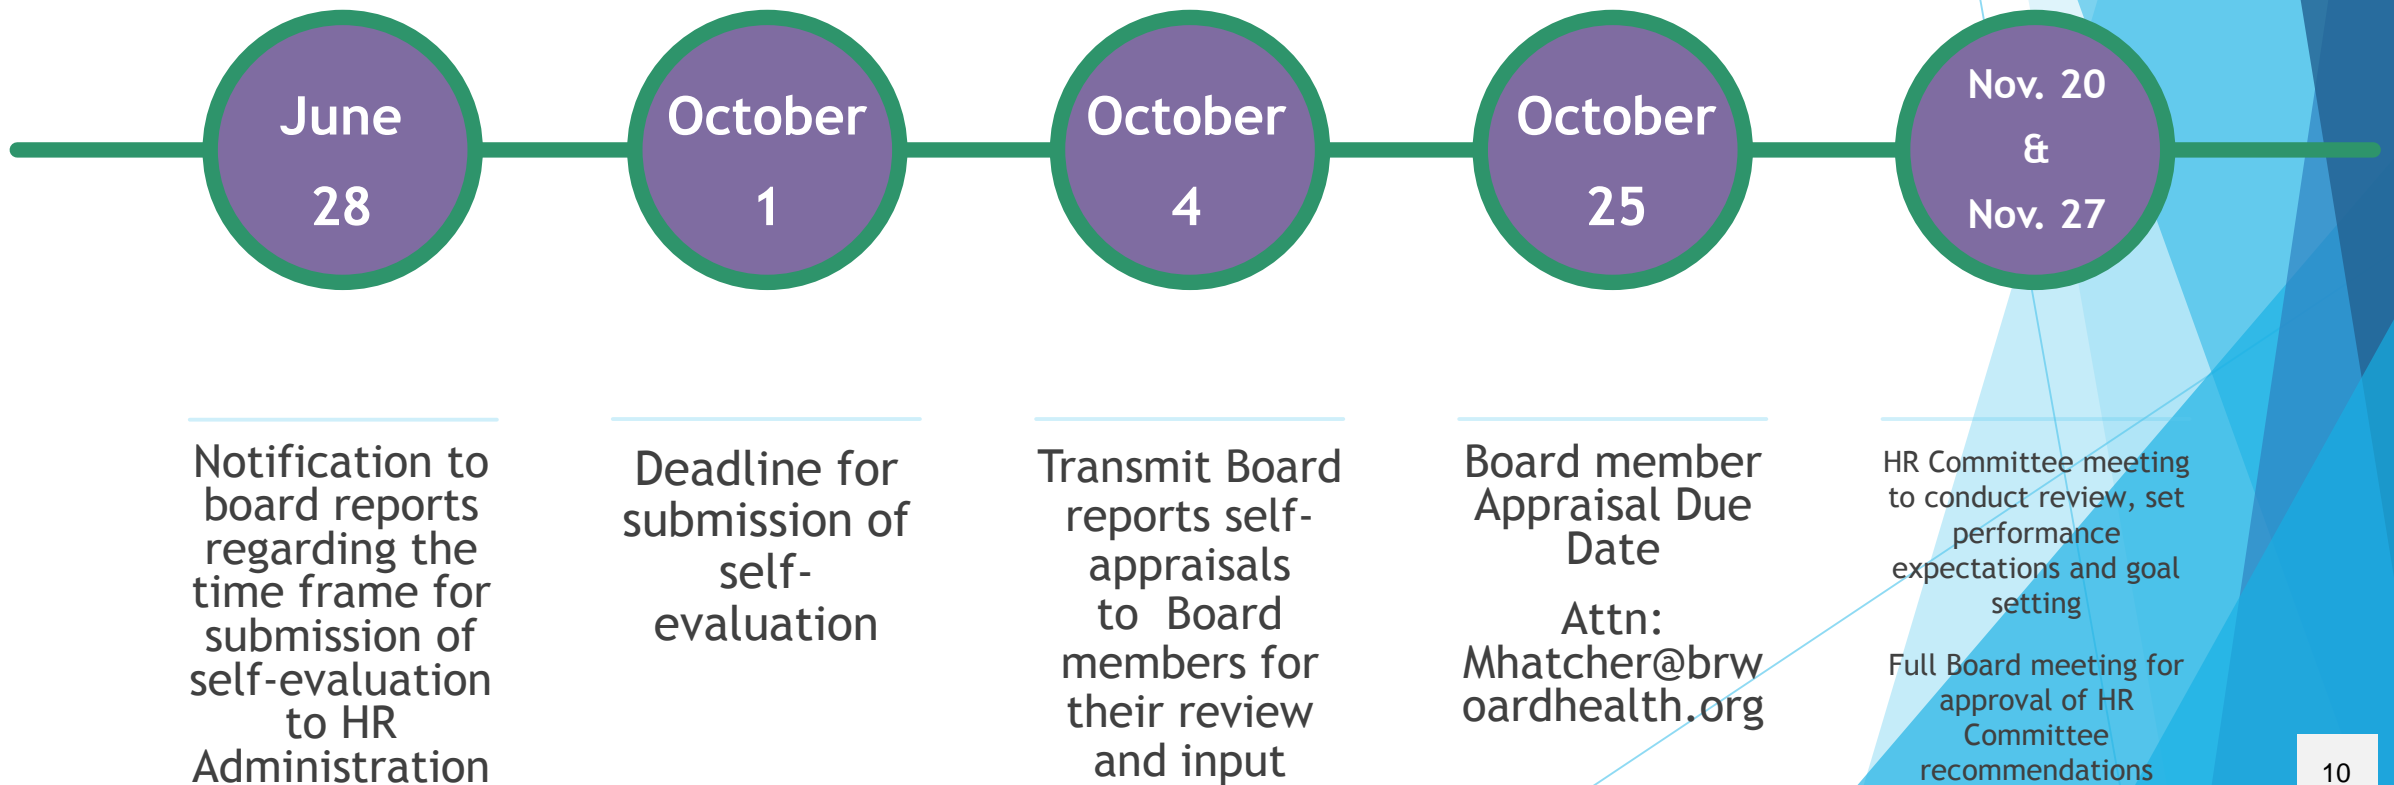 June
28
October
1
October
4
October
25
Nov. 20
&
Nov. 27
Notification to
board reports
regarding the
time frame for
submission of
self-evaluation
to HR
Administration
Deadline for
submission of
self-
evaluation
Transmit Board
reports self-
appraisals
to  Board
members for
their review
and input
Board member
Appraisal Due
Date
Attn:
Mhatcher@brw
oardhealth.org
HR Committee meeting
to conduct review, set
performance
expectations and goal
setting
Full Board meeting for
approval of HR
Committee
recommendations
10